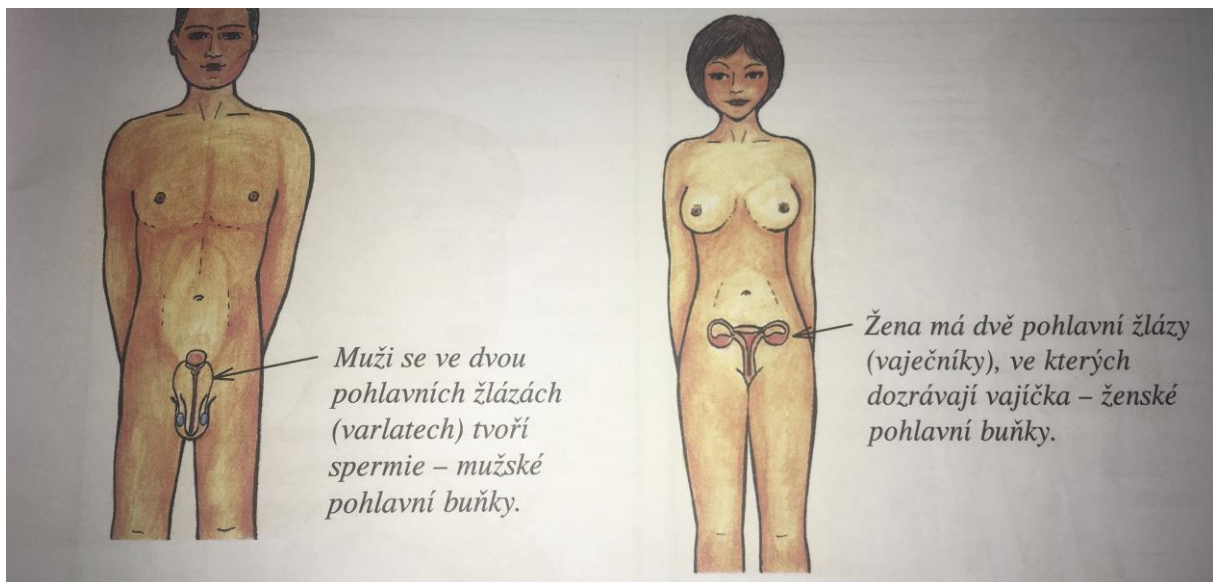 Muži se ve dvou
pohlavních žlázách
(varlatech) tvoří
spermie – mužské
pohlavní buňky.
Žena má dvě pohlavní žlázy
(vaječníky), ve kterých
dozrávají vajíčka – ženské
pohlavní buňky.